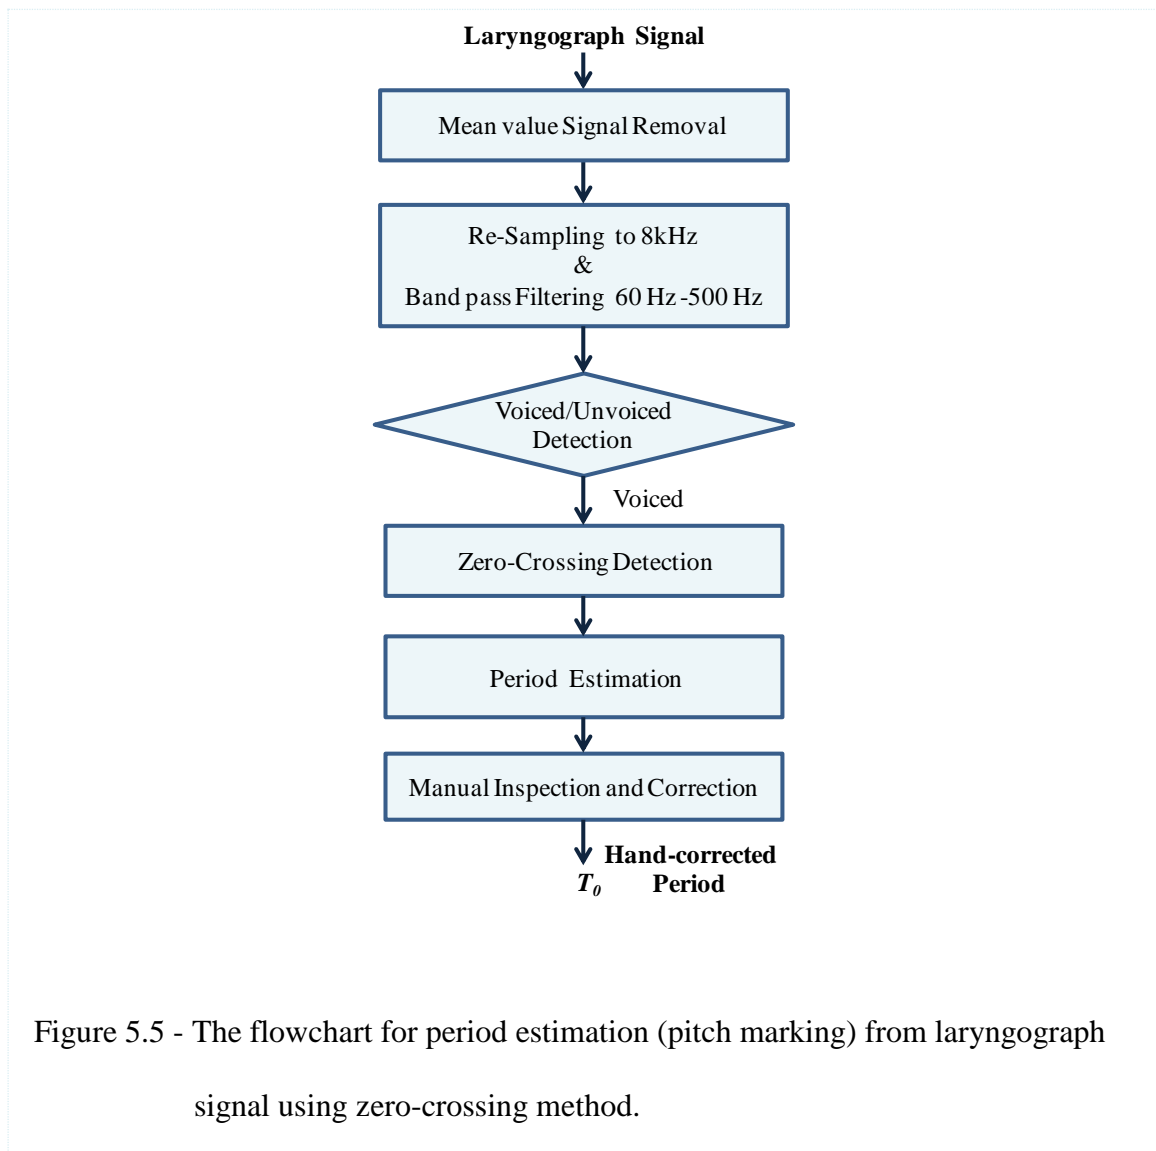 Laryngograph Signal
Mean value Signal Removal
Re-Sampling to 8kHz
&
Band pass Filtering 60 Hz -500 Hz
Voiced/Unvoiced
Detection
Voiced
Zero-Crossing Detection
Period Estimation
Manual Inspection and Correction
Hand-corrected
T₀ Period
Figure 5.5 - The flowchart for period estimation (pitch marking) from laryngograph
signal using zero-crossing method.